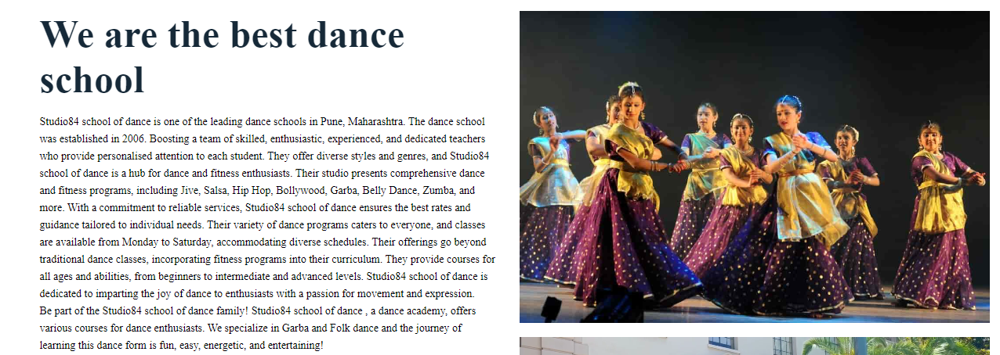 We are the best dance
school
Studio84 school of dance is one of the leading dance schools in Pune, Maharashtra. The dance school
was established in 2006. Boosting a team of skilled, enthusiastic, experienced, and dedicated teachers
who provide personalised attention to each student. They offer diverse styles and genres, and Studio84
school of dance is a hub for dance and fitness enthusiasts. Their studio presents comprehensive dance
and fitness programs, including Jive, Salsa, Hip Hop, Bollywood, Garba, Belly Dance, Zumba, and
more. With a commitment to reliable services, Studio84 school of dance ensures the best rates and
guidance tailored to individual needs. Their variety of dance programs caters to everyone, and classes
are available from Monday to Saturday, accommodating diverse schedules. Their offerings go beyond
traditional dance classes, incorporating fitness programs into their curriculum. They provide courses for
all ages and abilities, from beginners to intermediate and advanced levels. Studio84 school of dance is
dedicated to imparting the joy of dance to enthusiasts with a passion for movement and expression.
Be part of the Studio84 school of dance family! Studio84 school of dance , a dance academy, offers
various courses for dance enthusiasts. We specialize in Garba and Folk dance and the journey of
learning this dance form is fun, easy, energetic, and entertaining!